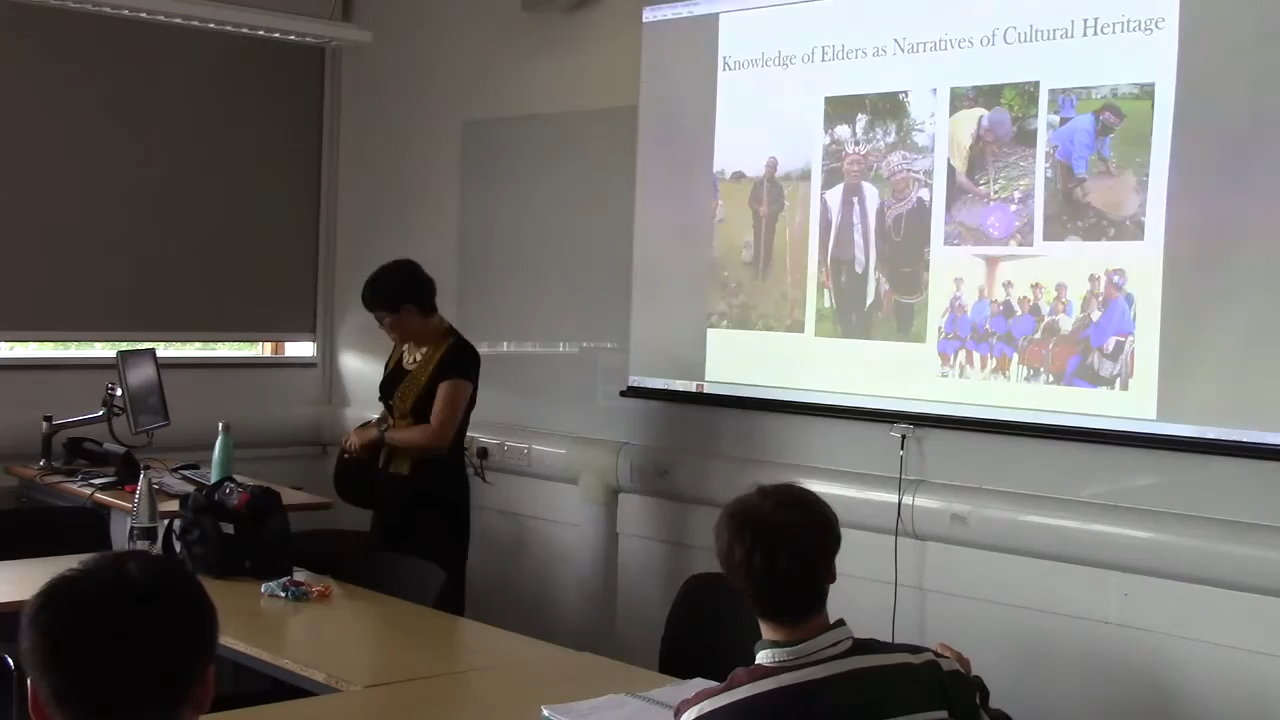 Knowledge of Elders as Narratives of Cultural Heritage